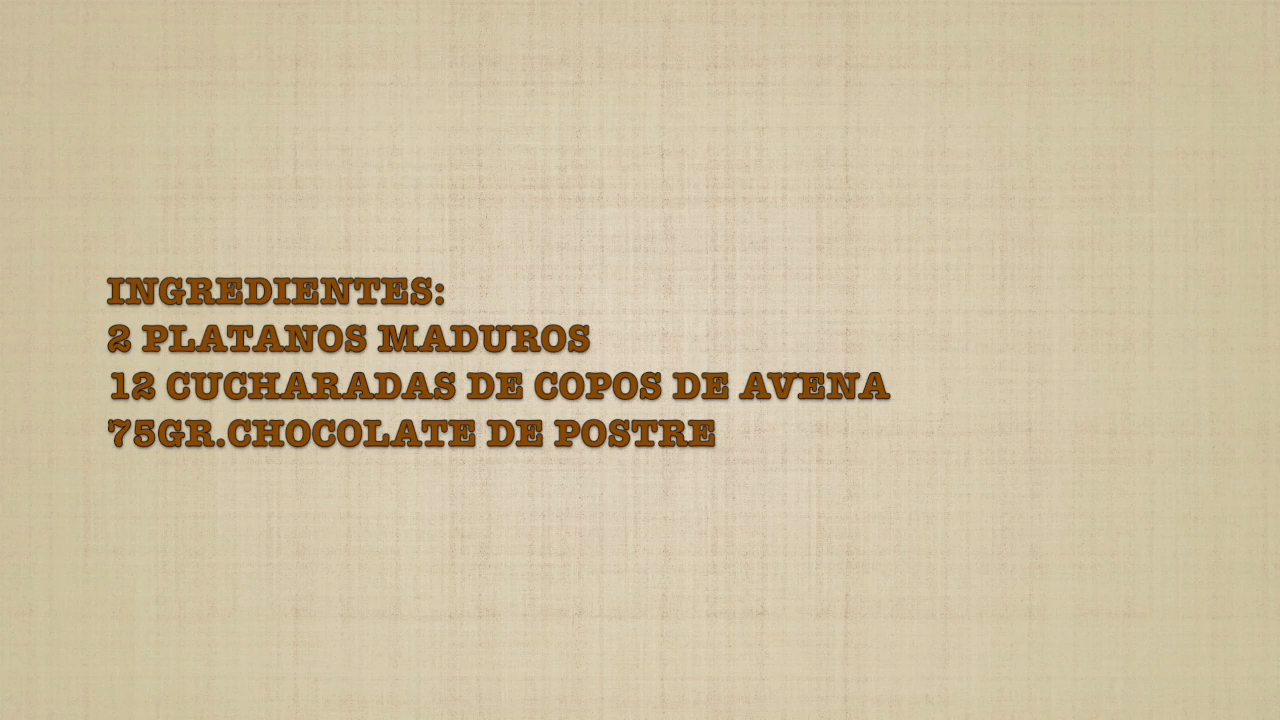 INGREDIENTES:
2 PLATANOS MADUROS
12 CUCHARADAS DE COPOS DE AVENA
75GR.CHOCOLATE DE POSTRE